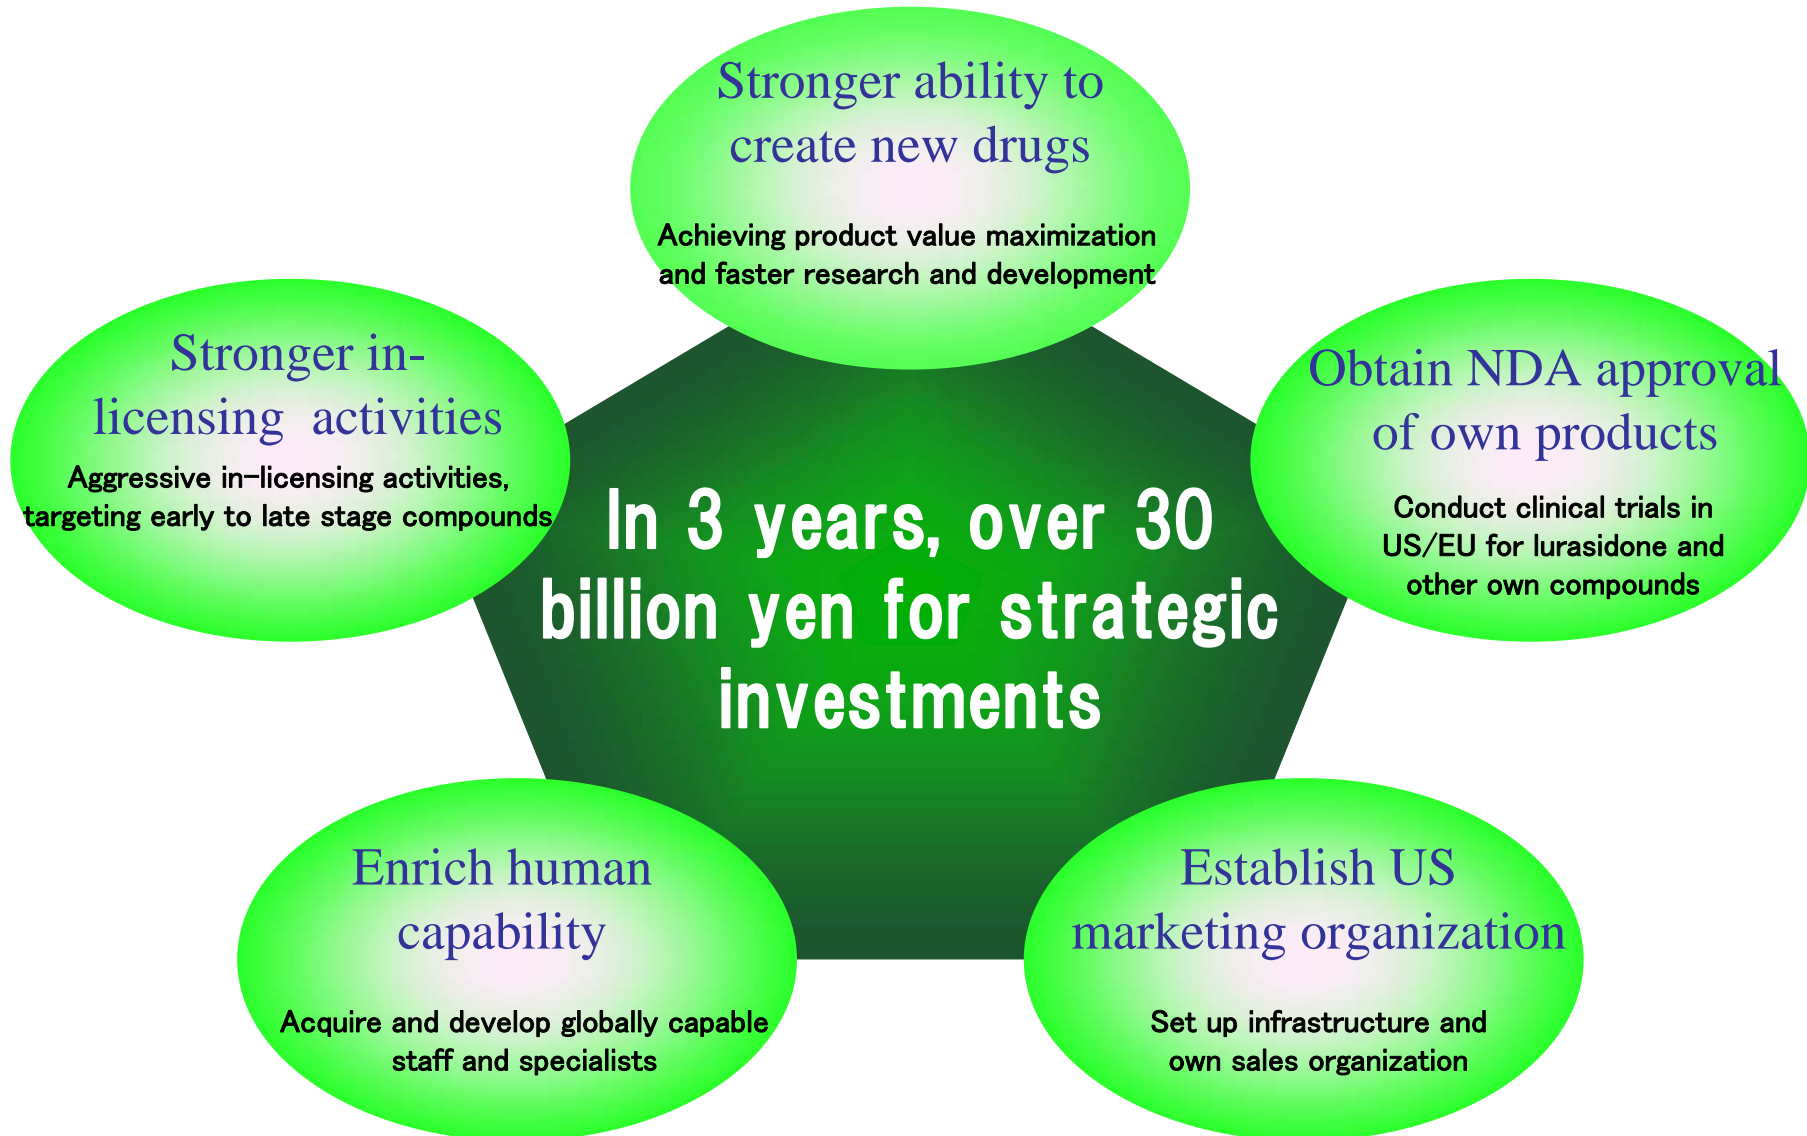 Stronger ability to
create new drugs
Achieving product value maximization
and faster research and development
Stronger in-
licensing activities
Aggressive in-licensing activities,
targeting early to late stage compounds
Obtain NDA approval
of own products
Conduct clinical trials in
US/EU for lurasidone and
other own compounds
In 3 years, over 30
billion yen for strategic
investments
Enrich human
capability
Acquire and develop globally capable
staff and specialists
Establish US
marketing organization
Set up infrastructure and
own sales organization